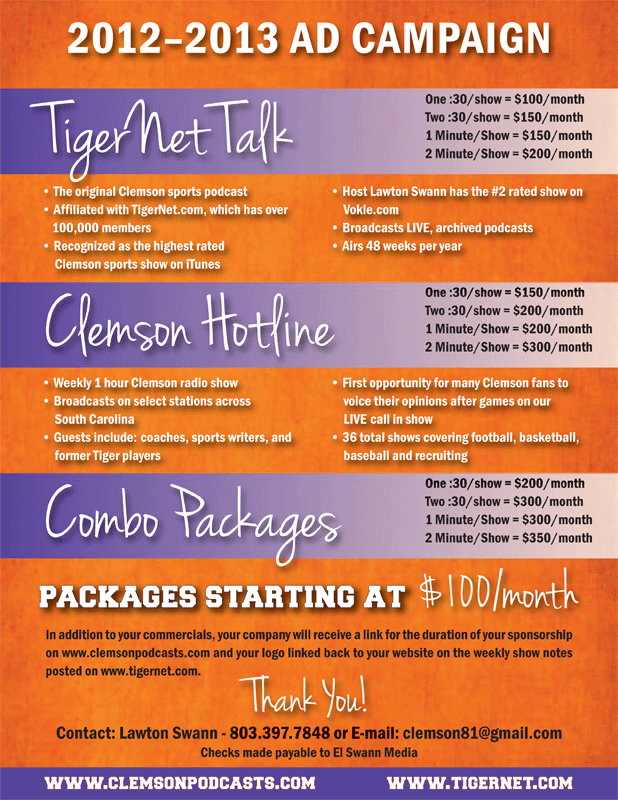 2012–2013 AD CAMPAIGN
TigerNet Talk
One :30/show = $100/month
Two :30/show = $150/month
1 Minute/Show = $150/month
2 Minute/Show = $200/month
• The original Clemson sports podcast
• Affiliated with TigerNet.com, which has over
100,000 members
• Recognized as the highest rated
Clemson sports show on iTunes
• Host Lawton Swann has the #2 rated show on
Vokle.com
• Broadcasts LIVE, archived podcasts
• Airs 48 weeks per year
Clemson Hotline
One :30/show = $150/month
Two :30/show = $200/month
1 Minute/Show = $200/month
2 Minute/Show = $300/month
• Weekly 1 hour Clemson radio show
• Broadcasts on select stations across
South Carolina
• Guests include: coaches, sports writers, and
former Tiger players
• First opportunity for many Clemson fans to
voice their opinions after games on our
LIVE call in show
• 36 total shows covering football, basketball,
baseball and recruiting
Combo Packages
One :30/show = $200/month
Two :30/show = $300/month
1 Minute/Show = $300/month
2 Minute/Show = $350/month
PACKAGES STARTING AT $100/month
In addition to your commercials, your company will receive a link for the duration of your sponsorship
on www.clemsonpodcasts.com and your logo linked back to your website on the weekly show notes
posted on www.tigernet.com.
Thank You!
Contact: Lawton Swann - 803.397.7848 or E-mail: clemson81@gmail.com
Checks made payable to El Swann Media
WWW.CLEMSONPODCASTS.COM WWW.TIGERNET.COM